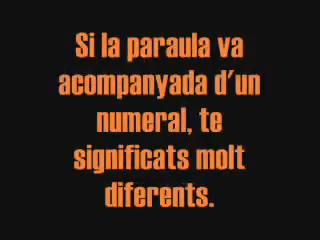 Si la paraula va
acompanyada d'un
numeral, te
significats molt
diferents.